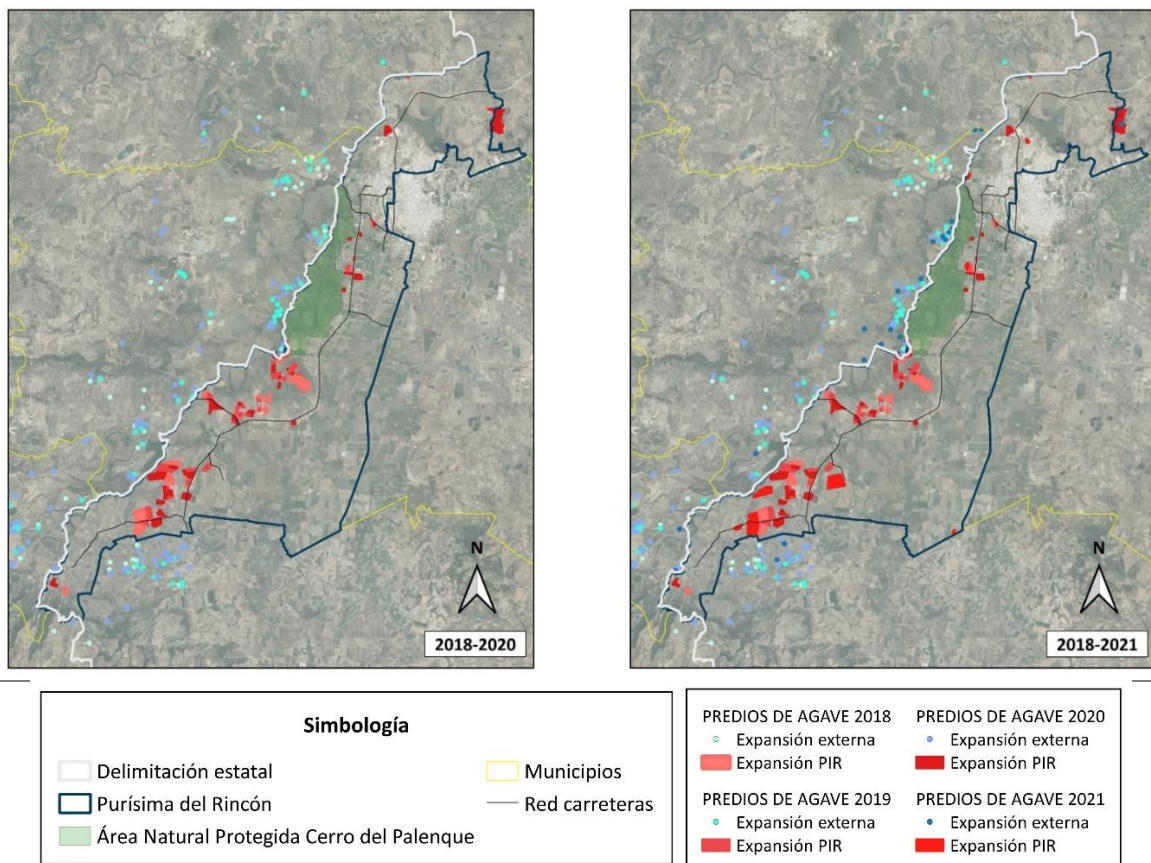 N
2018-2020
N
2018-2021
Simbología
Delimitación estatal
Municipios
Purísima del Rincón
Red carreteras
Área Natural Protegida Cerro del Palenque
PREDIOS DE AGAVE 2018
Expansión externa
Expansión PIR
PREDIOS DE AGAVE 2019
Expansión externa
Expansión PIR
PREDIOS DE AGAVE 2020
Expansión externa
Expansión PIR
PREDIOS DE AGAVE 2021
Expansión externa
Expansión PIR